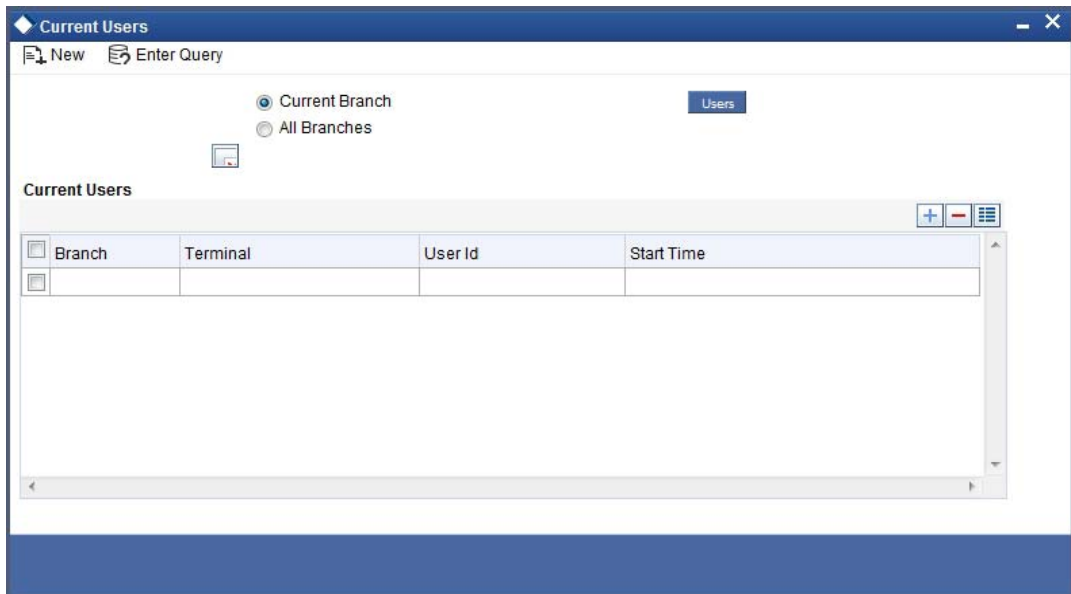 Current Users
New Enter Query
Current Branch Users
All Branches
Current Users
Branch Terminal User Id Start Time